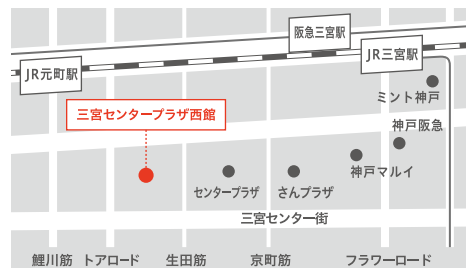 阪急三宮駅
JR三宮駅
JR元町駅
ミント神戸
三宮センタープラザ西館
神戸阪急
神戸マルイ
センタープラザ
さんプラザ
三宮センター街
鯉川筋
トアロード
生田筋
京町筋
フラワーロード